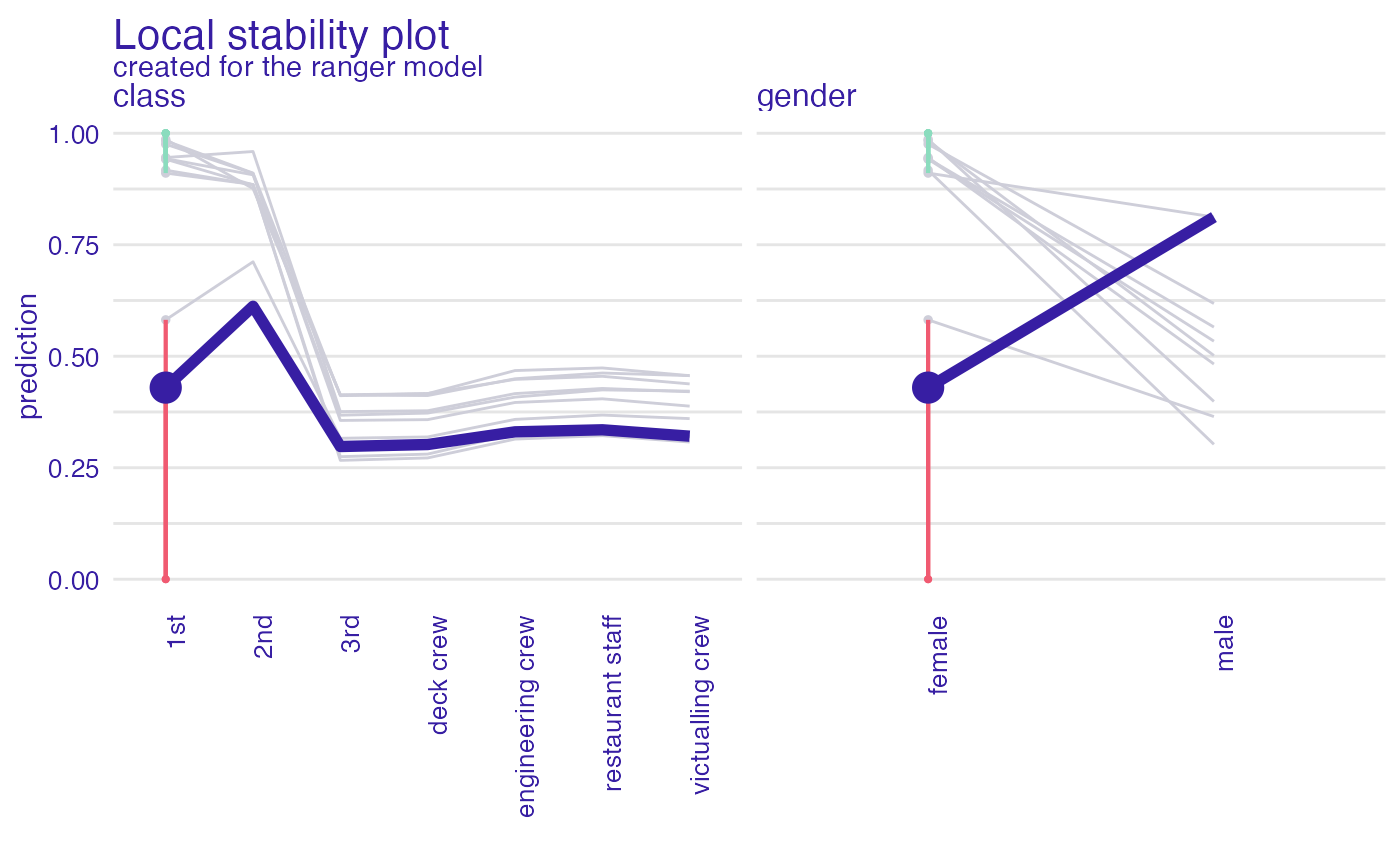 Local stability plot
created for the ranger model
class
gender
prediction
1.00
0.75
0.50
0.25
0.00
1st
2nd
3rd
deck crew
engineering crew
restaurant staff
victualling crew
female
male